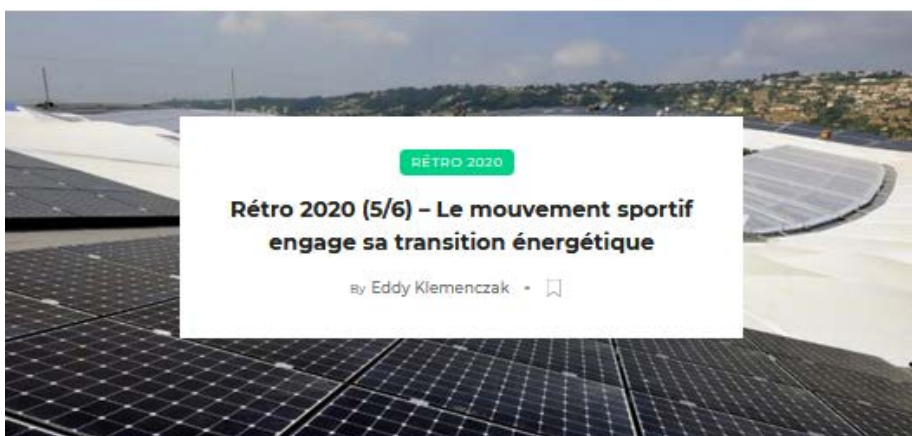 RÉTRO 2020
Rétro 2020 (5/6) – Le mouvement sportif
engage sa transition énergétique
By Eddy Klemenczak